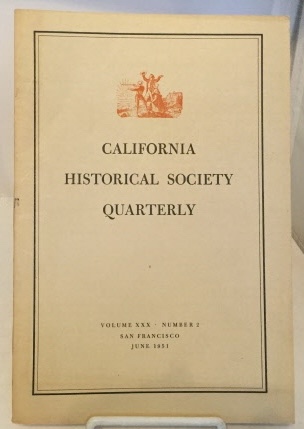 CALIFORNIA
HISTORICAL SOCIETY
QUARTERLY
VOLUME XXX · NUMBER 2
SAN FRANCISCO
JUNE 1951